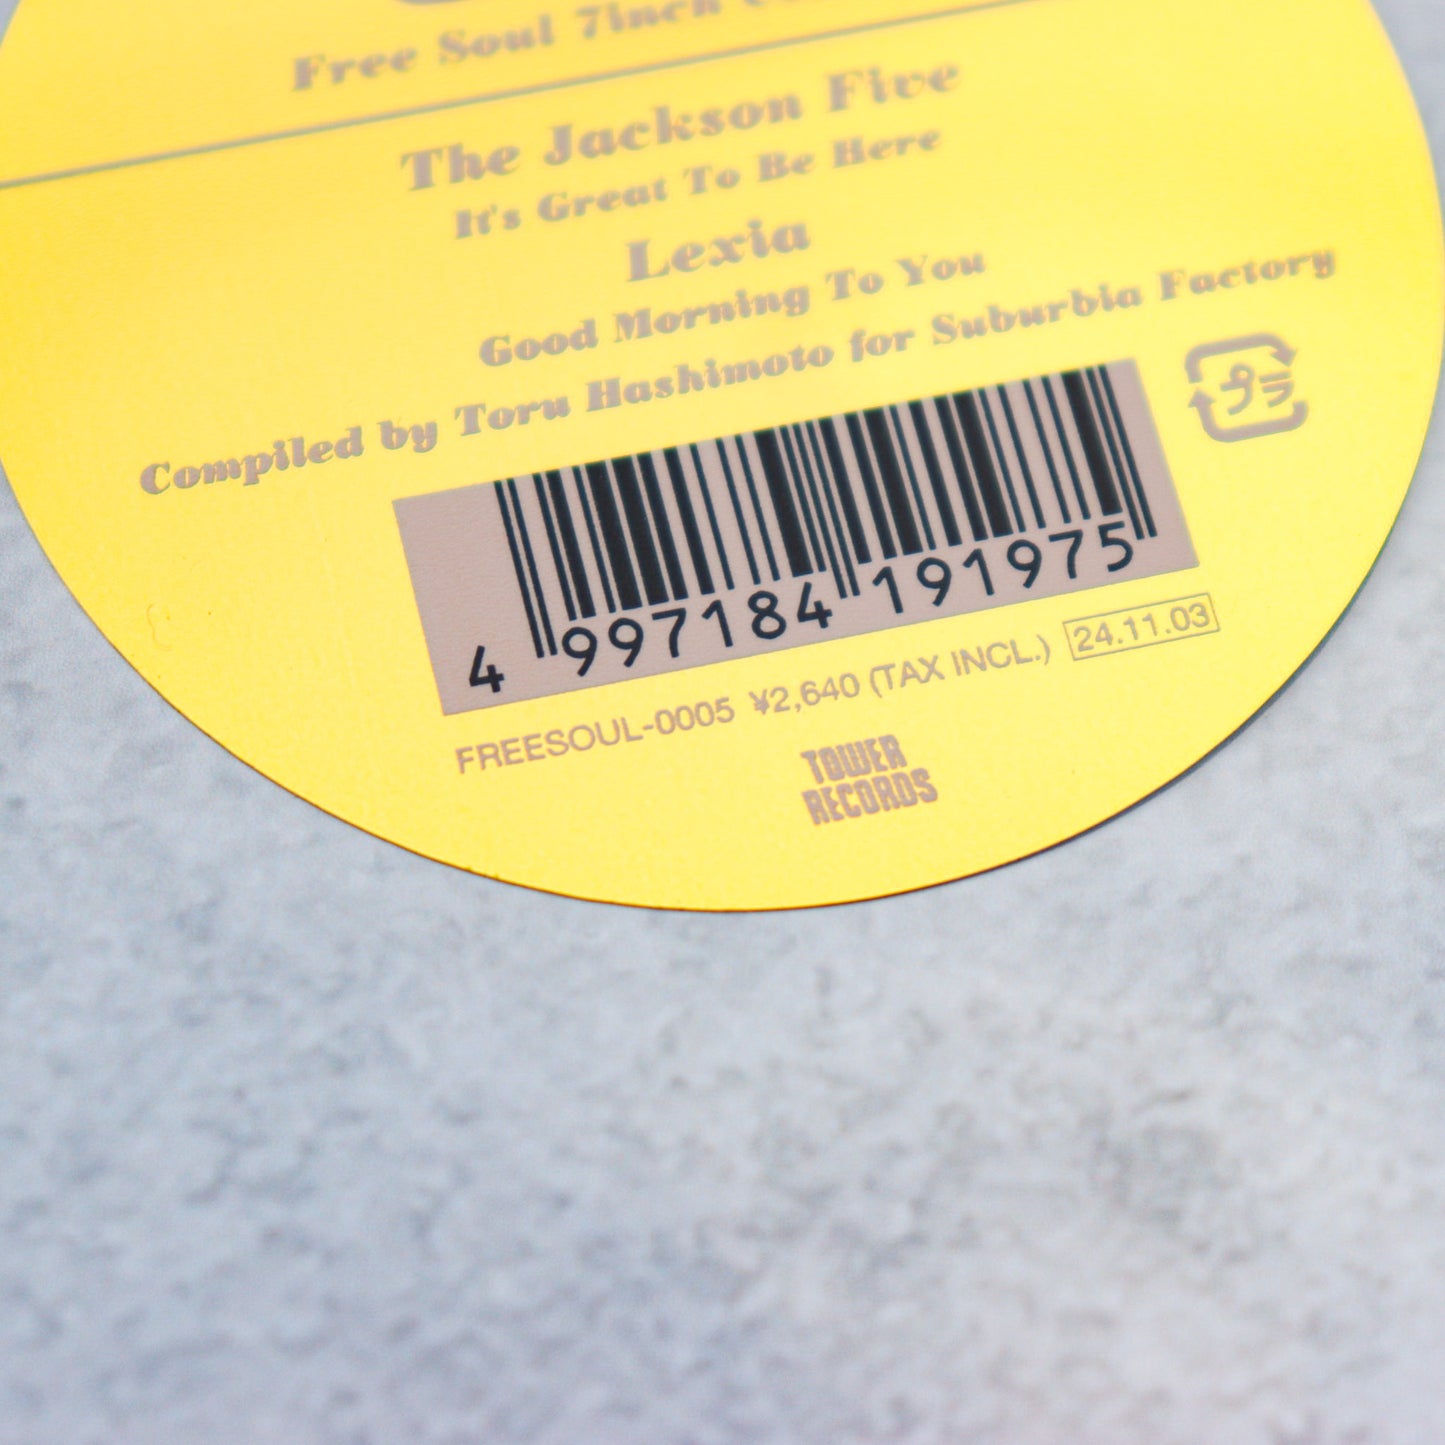 Free Soul 7inch
The Jackson Five
It's Great To Be Here
Lexia
Good Morning To You
Compiled by Toru Hashimoto for Suburbia Factory
プラ
4 997184 191975
FREESOUL-0005 ¥2,640 (TAX INCL.) 24.11.03
TOWER
RECORDS